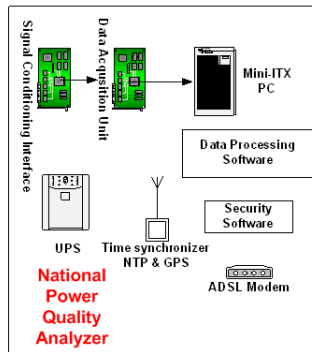 Signal Conditioning Interface
Data Acqusition Unit
Mini-ITX
PC
Data Processing
Software
Security
Software
UPS
Time synchronizer
NTP & GPS
ADSL Modem
National
Power
Quality
Analyzer